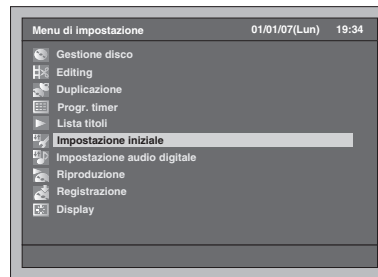 Menu di impostazione 01/01/07(Lun) 19:34
Gestione disco
Editing
Duplicazione
Progr. timer
Lista titoli
Impostazione iniziale
Impostazione audio digitale
Riproduzione
Registrazione
Display